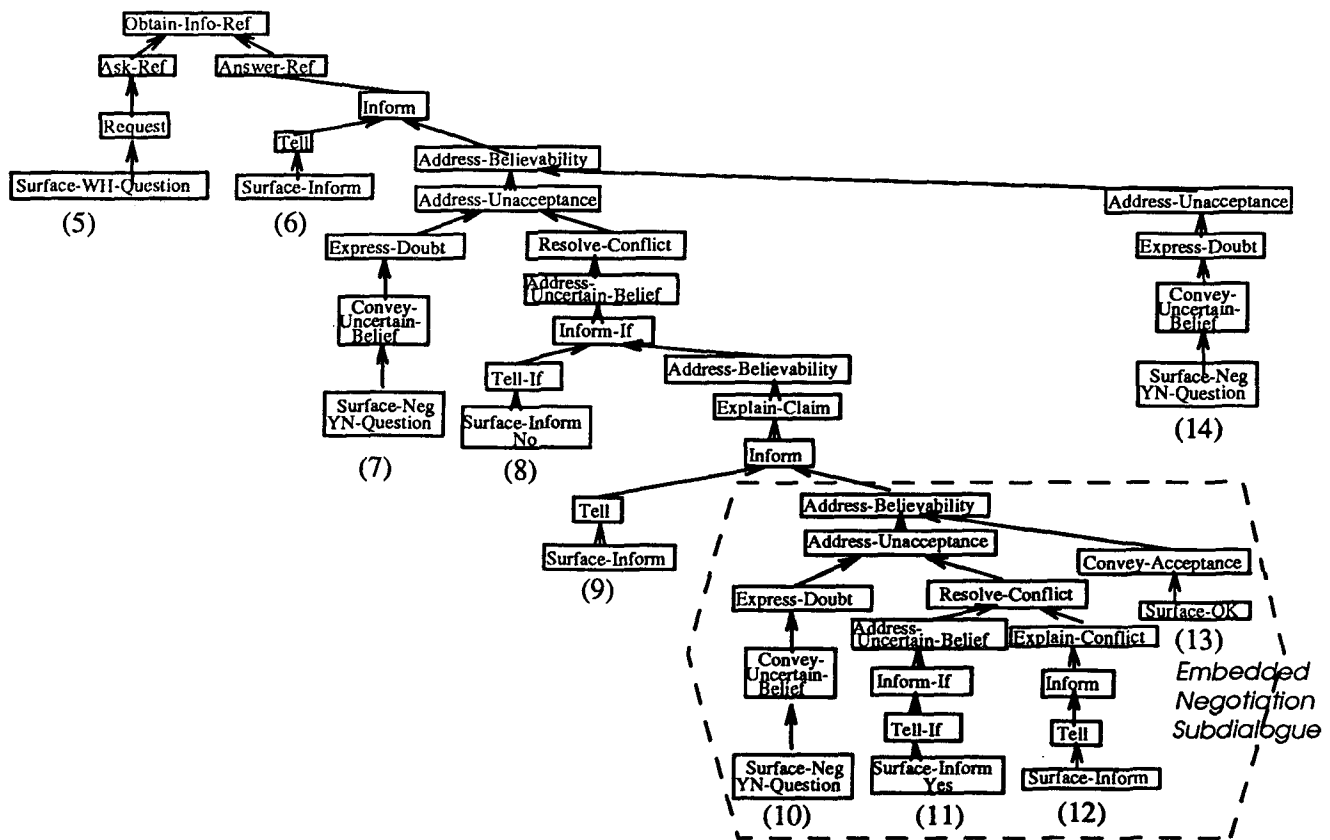 Obtain-Info-Ref
Ask-Ref
Answer-Ref
Inform
Request
Tell
Address-Believability
Surface-WH-Question
Surface-Inform
(5)
(6)
Address-Unacceptance
Address-Unacceptance
Express-Doubt
Resolve-Conflict
Express-Doubt
Address-
Uncertain-Belief
Convey-
Uncertain-
Belief
Convey-
Uncertain-
Belief
Inform-If
Tell-If
Address-Believability
Surface-Neg
YN-Question
Surface-Neg
YN-Question
Surface-Inform
No
Explain-Claim
(14)
(7)
(8)
Inform
Tell
Address-Believability
Surface-Inform
Address-Unacceptance
(9)
Convey-Acceptance
Express-Doubt
Resolve-Conflict
Surface-OK
Address-
Uncertain-Belief
Explain-Conflict
(13)
Convey-
Uncertain-
Belief
Inform-If
Inform
Embedded
Negotiation
Subdialogue
Tell-If
Tell
Surface-Neg
YN-Question
Surface-Inform
Yes
Surface-Inform
(10)
(11)
(12)